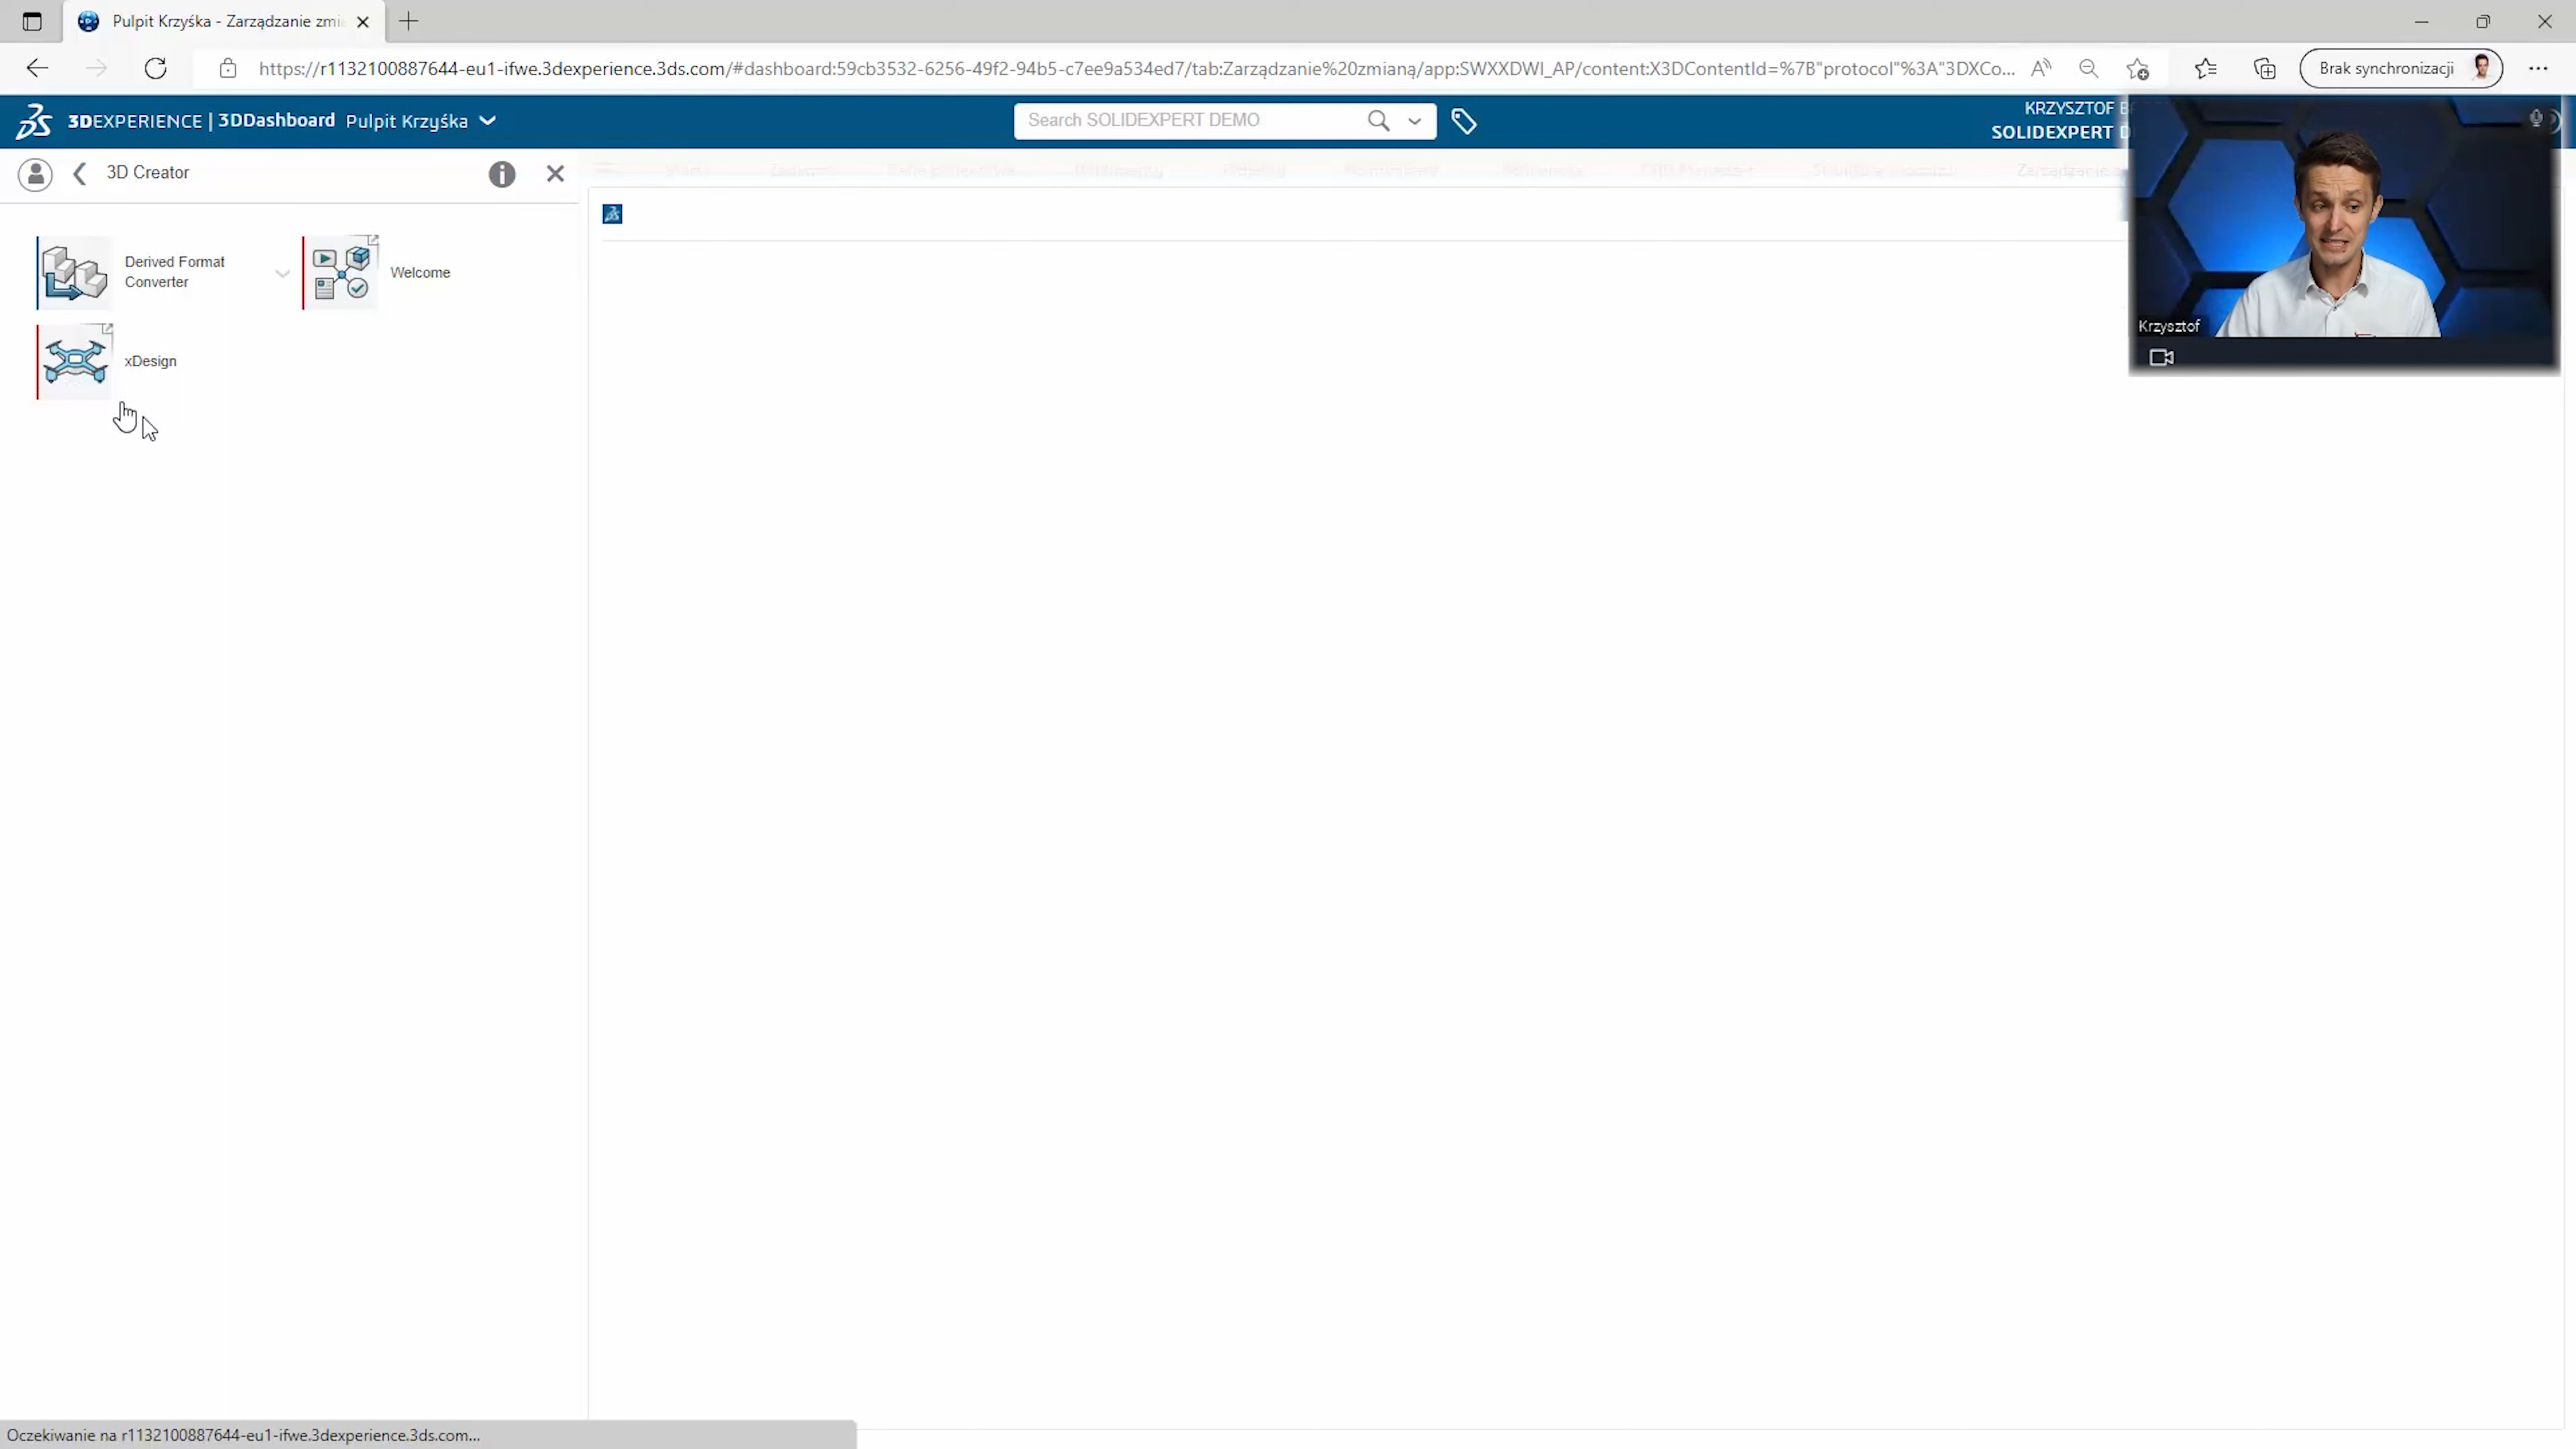 Pulpit Krzyśka - Zarządzanie zmi
https://r1132100887644-eu1-ifwe.3dexperience.3ds.com/#dashboard:59cb3532-6256-49f2-94b5-c7ee9a534ed7/tab:Zarządzanie%20zmianą/app:SWXXDWI_AP/content:X3DContentId=%7B"protocol"%3A"3DXCo...
Brak synchronizacji
3DEXPERIENCE | 3DDashboard Pulpit Krzyśka
Search SOLIDEXPERT DEMO
KRZYSZTOF
SOLIDEXPERT
3D Creator
Derived Format
Converter
Welcome
xDesign
Krzysztof
Oczekiwanie na r1132100887644-eu1-ifwe.3dexperience.3ds.com...